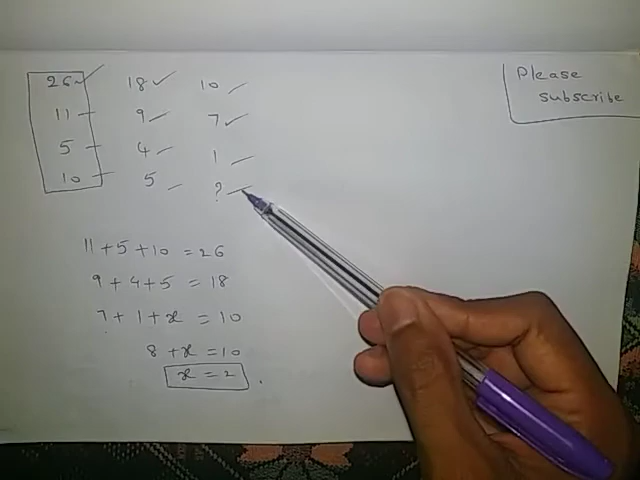 26 18 10
11 9 7
5 4 1
10 5 ?
11 + 5 + 10 = 26
9 + 4 + 5 = 18
7 + 1 + x = 10
8 + x = 10
x = 2
Please
subscribe